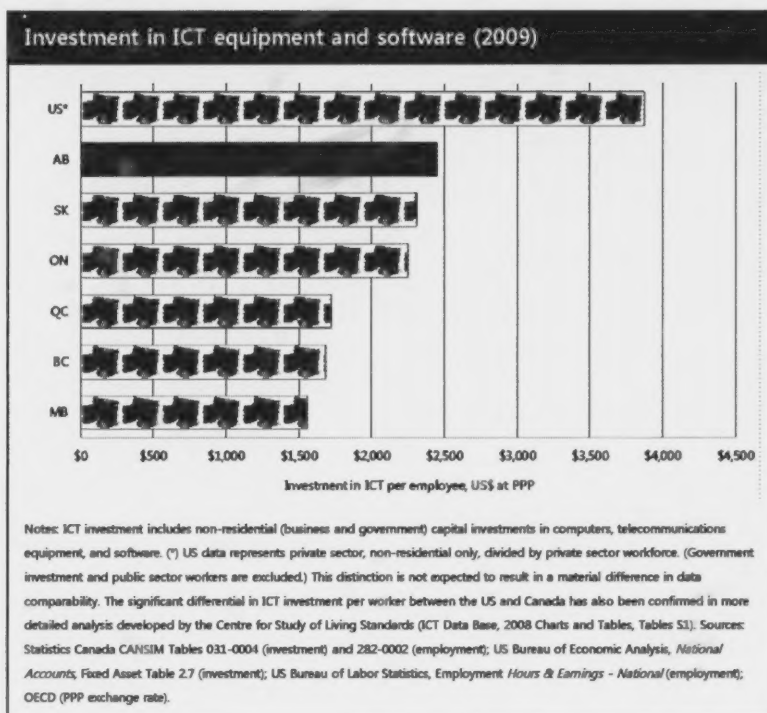 Investment in ICT equipment and software (2009)
US*
AB
SK
ON
QC
BC
MB
$0 $500 $1,000 $1,500 $2,000 $2,500 $3,000 $3,500 $4,000 $4,500
Investment in ICT per employee, US$ at PPP
Notes: ICT investment includes non-residential (business and government) capital investments in computers, telecommunications
equipment, and software. (*) US data represents private sector, non-residential only, divided by private sector workforce. (Government
investment and public sector workers are excluded.) This distinction is not expected to result in a material difference in data
comparability. The significant differential in ICT investment per worker between the US and Canada has also been confirmed in more
detailed analysis developed by the Centre for Study of Living Standards (ICT Data Base, 2008 Charts and Tables, Tables S1). Sources:
Statistics Canada CANSIM Tables 031-0004 (investment) and 282-0002 (employment); US Bureau of Economic Analysis, National
Accounts, Fixed Asset Table 2.7 (investment); US Bureau of Labor Statistics, Employment Hours & Earnings - National (employment);
OECD (PPP exchange rate).